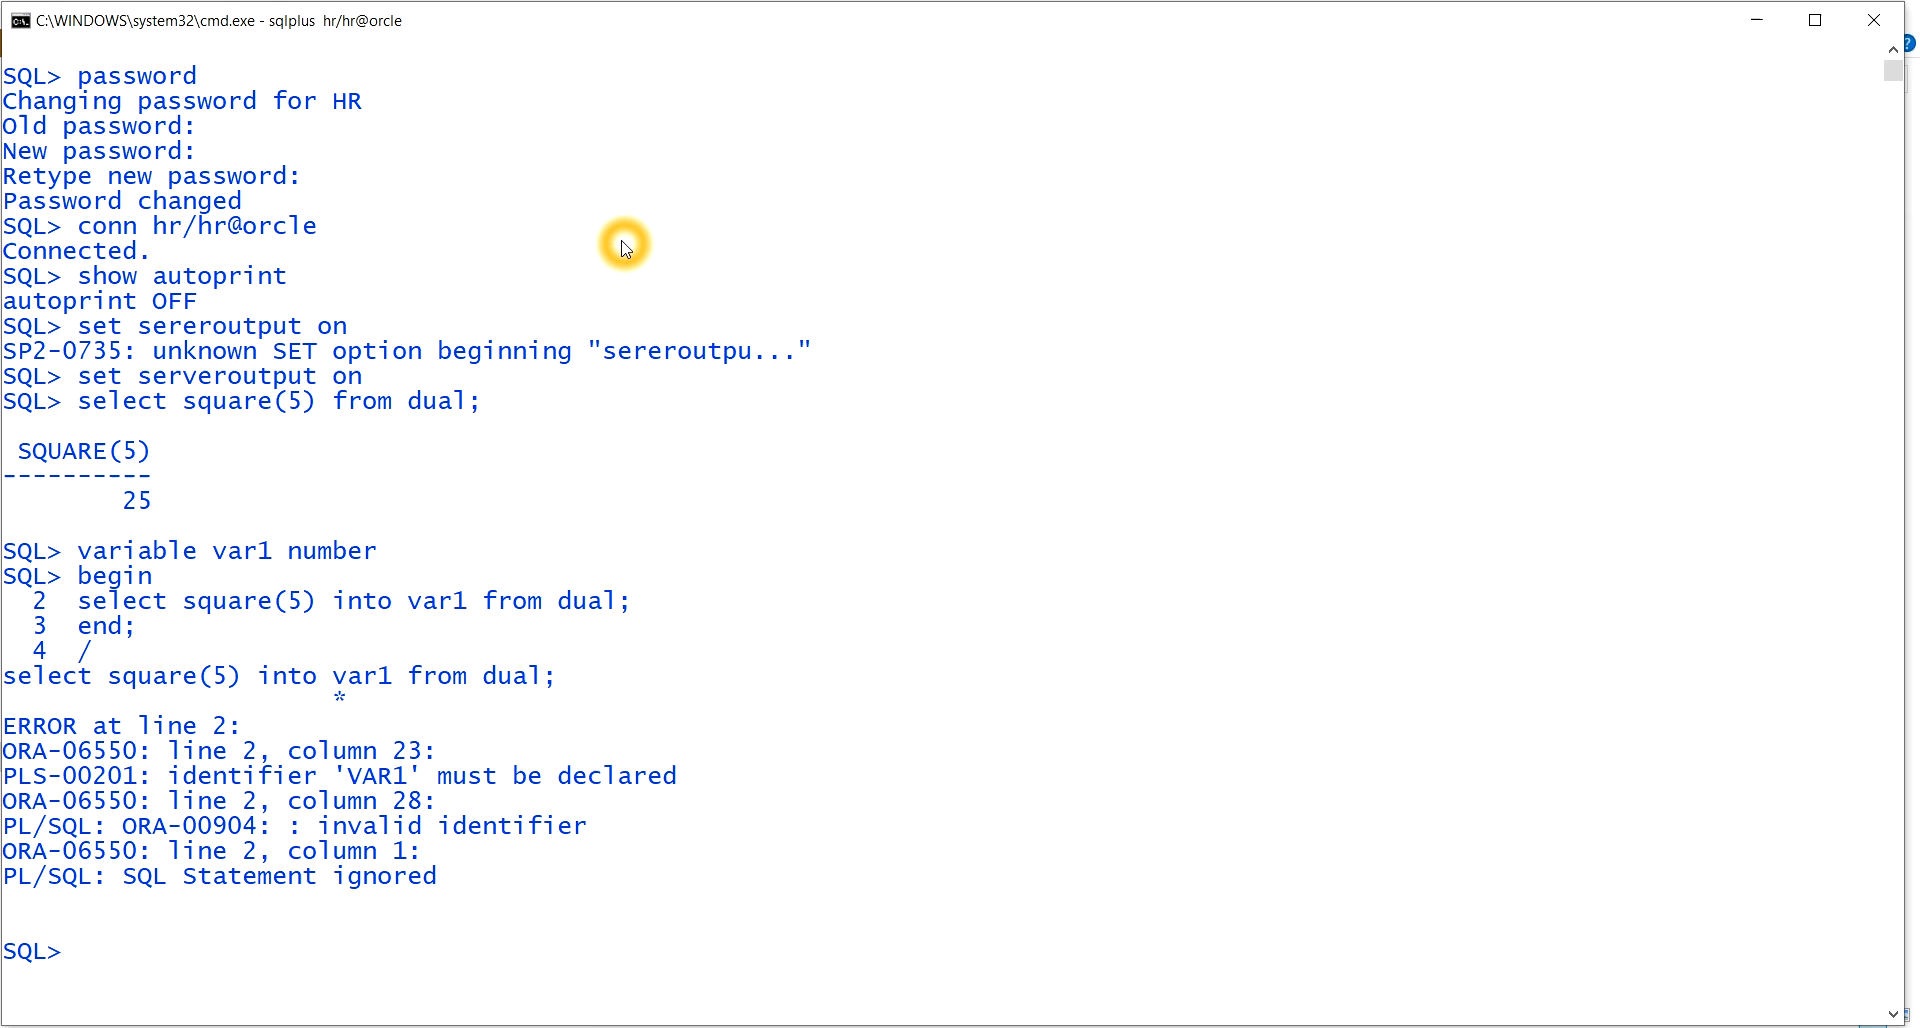 C:\WINDOWS\system32\cmd.exe - sqlplus  hr/hr@orcle
SQL> password
Changing password for HR
Old password:
New password:
Retype new password:
Password changed
SQL> conn hr/hr@orcle
Connected.
SQL> show autoprint
autoprint OFF
SQL> set sereroutput on
SP2-0735: unknown SET option beginning "sereroutpu..."
SQL> set serveroutput on
SQL> select square(5) from dual;
 SQUARE(5)
----------
        25
SQL> variable var1 number
SQL> begin
  2  select square(5) into var1 from dual;
  3  end;
  4  /
select square(5) into var1 from dual;
                      *
ERROR at line 2:
ORA-06550: line 2, column 23:
PLS-00201: identifier 'VAR1' must be declared
ORA-06550: line 2, column 28:
PL/SQL: ORA-00904: : invalid identifier
ORA-06550: line 2, column 1:
PL/SQL: SQL Statement ignored
SQL>